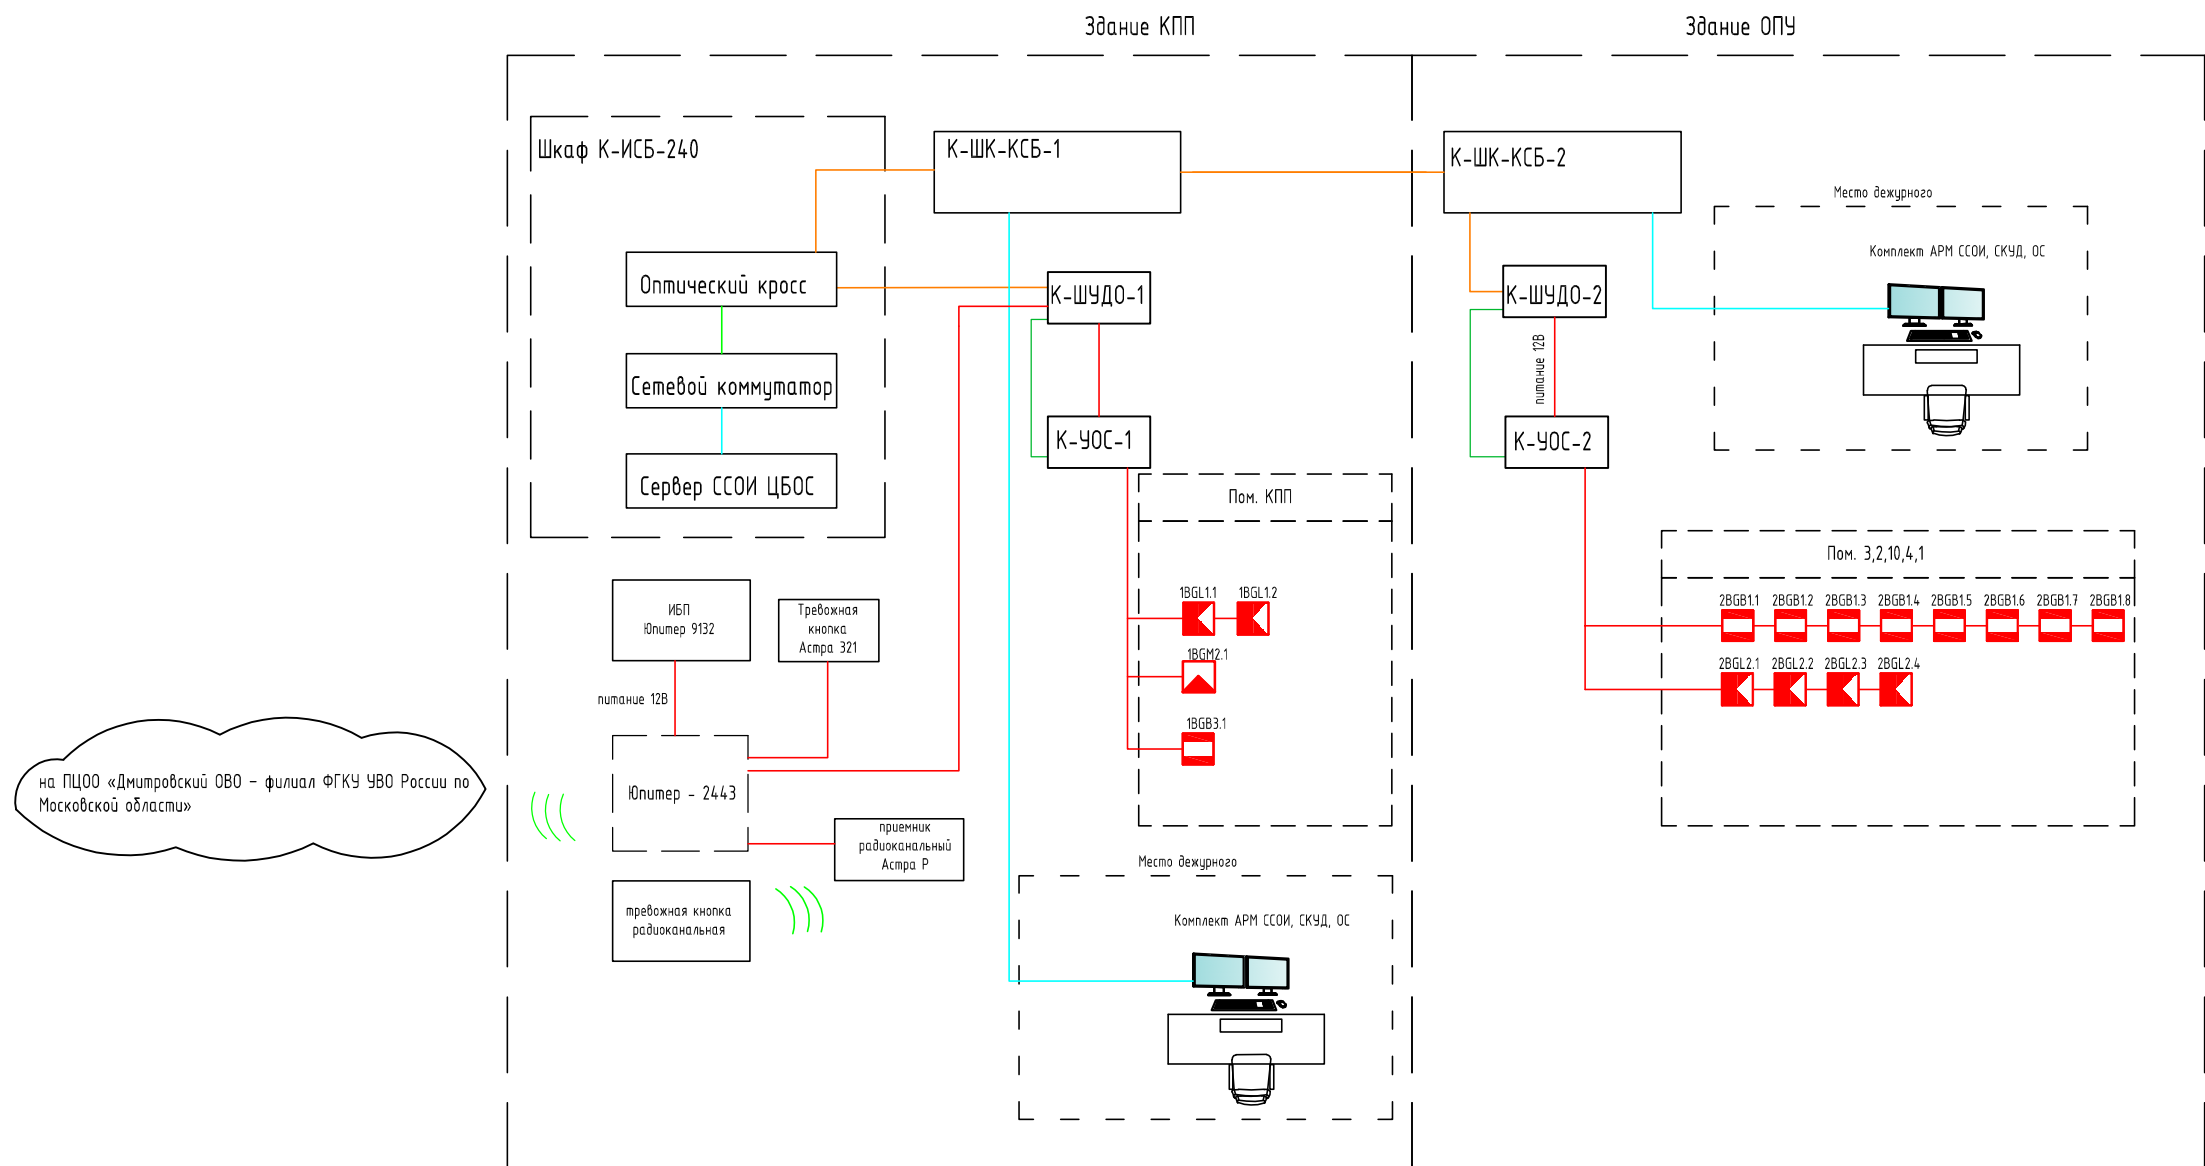 Здание КПП
Здание ОПУ
Шкаф К-ИСБ-240
К-ШК-КСБ-1
К-ШК-КСБ-2
Место дежурного
Комплект АРМ ССОИ, СКУД, ОС
Оптический кросс
К-ШУДО-1
К-ШУДО-2
питание 12В
Сетевой коммутатор
К-УОС-1
К-УОС-2
Сервер ССОИ ЦБОС
Пом. КПП
Пом. 3,2,10,4,1
ИБП
Юпитер 9132
Тревожная
кнопка
Астра 321
1BGL1.1 1BGL1.2
2BGB1.1 2BGB1.2 2BGB1.3 2BGB1.4 2BGB1.5 2BGB1.6 2BGB1.7 2BGB1.8
1BGM2.1
2BGL2.1 2BGL2.2 2BGL2.3 2BGL2.4
питание 12В
1BGB3.1
на ПЦОО «Дмитровский ОВО - филиал ФГКУ УВО России по
Московской области»
Юпитер - 2443
приемник
радиоканальный
Астра Р
Место дежурного
тревожная кнопка
радиоканальная
Комплект АРМ ССОИ, СКУД, ОС